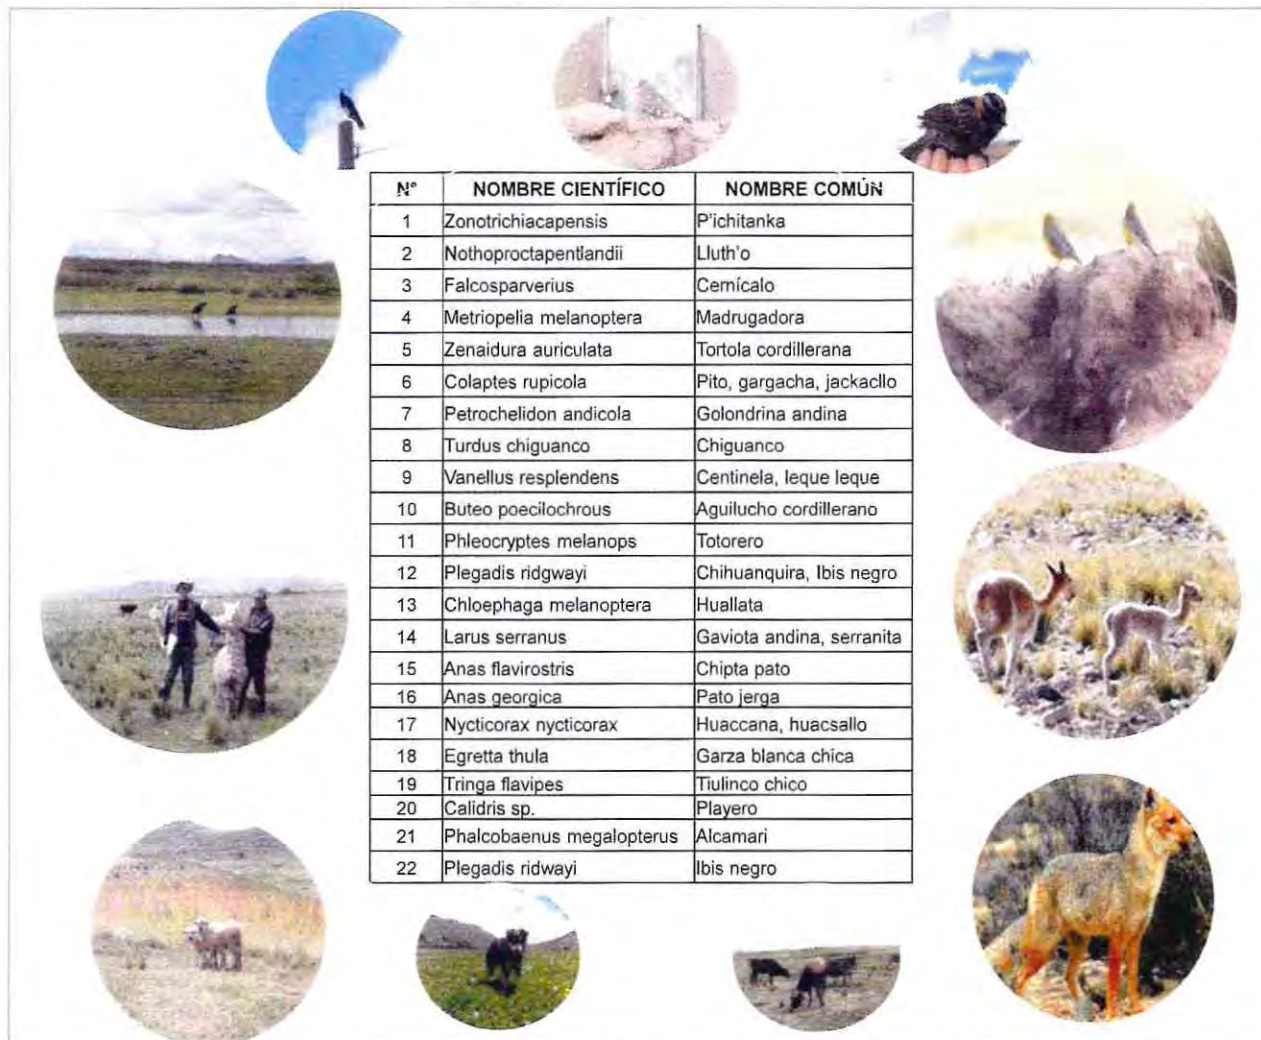 N° NOMBRE CIENTÍFICO NOMBRE COMÚN
1 Zonotrichiacapensis P'ichitanka
2 Nothoproctapentlandii Lluth'o
3 Falcosparverius Cernícalo
4 Metriopelia melanoptera Madrugadora
5 Zenaidura auriculata Tortola cordillerana
6 Colaptes rupicola Pito, gargacha, jackacllo
7 Petrochelidon andicola Golondrina andina
8 Turdus chiguanco Chiguanco
9 Vanellus resplendens Centinela, leque leque
10 Buteo poecilochrous Aguilucho cordillerano
11 Phleocryptes melanops Totorero
12 Plegadis ridgwayi Chihuanquira, Ibis negro
13 Chloephaga melanoptera Huallata
14 Larus serranus Gaviota andina, serranita
15 Anas flavirostris Chipta pato
16 Anas georgica Pato jerga
17 Nycticorax nycticorax Huaccana, huacsallo
18 Egretta thula Garza blanca chica
19 Tringa flavipes Tiulinco chico
20 Calidris sp. Playero
21 Phalcobaenus megalopterus Alcamari
22 Plegadis ridwayi Ibis negro